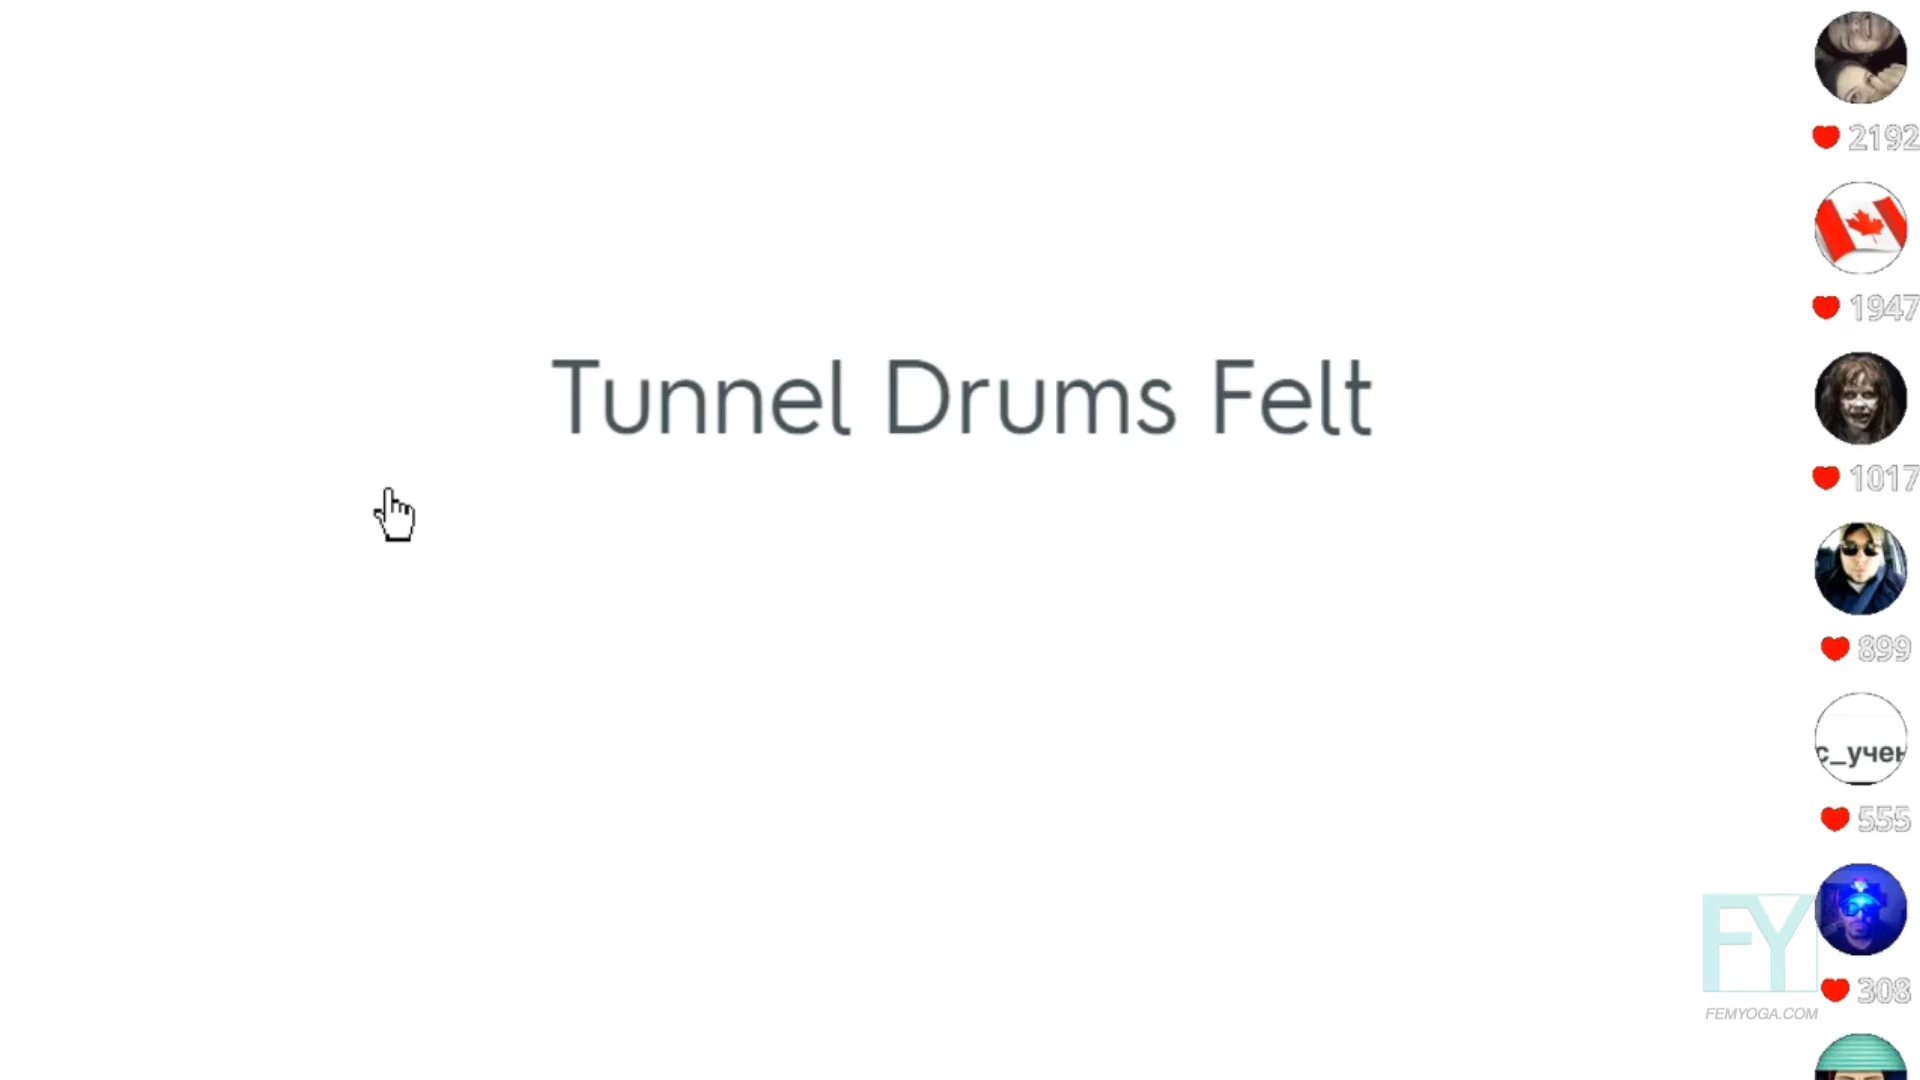 Tunnel Drums Felt
2192
1947
1017
899
с_учен
555
308
FY
FEMYOGA.COM